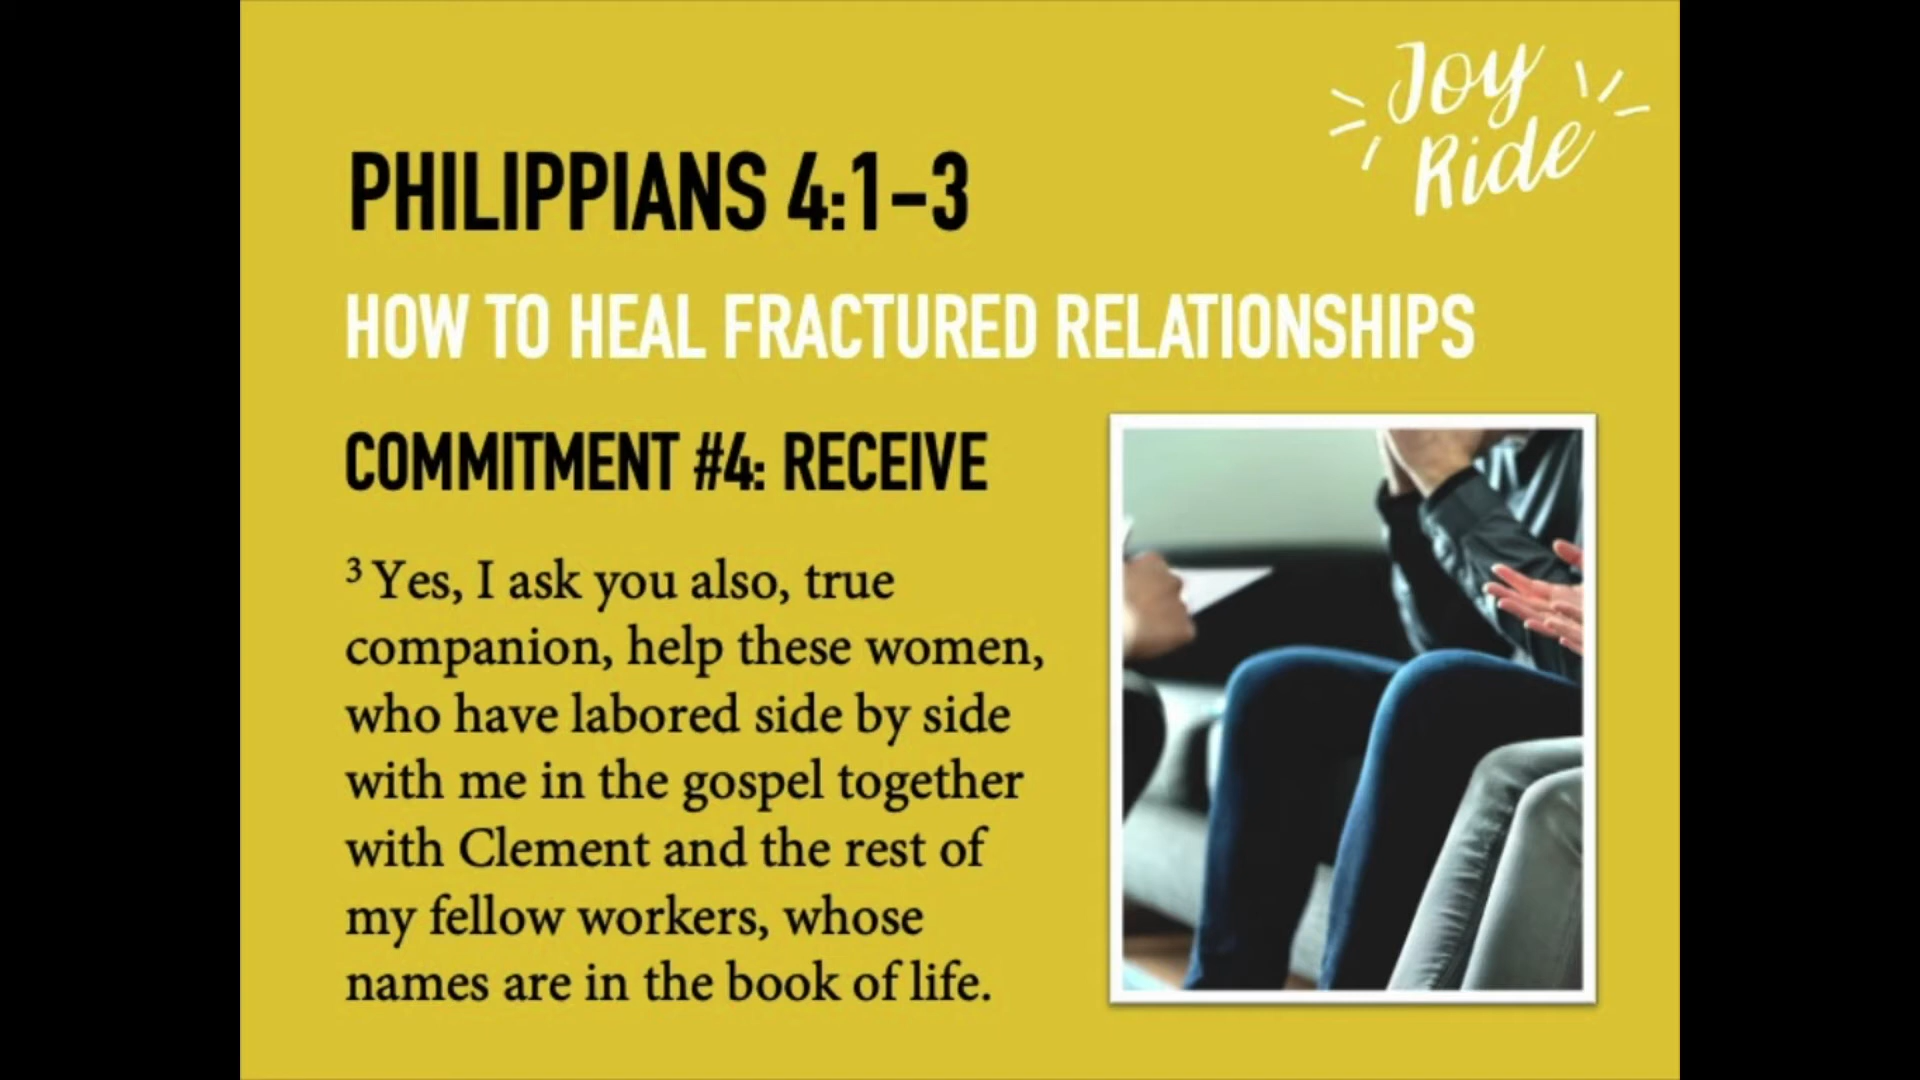 Joy
Ride
PHILIPPIANS 4:1–3
HOW TO HEAL FRACTURED RELATIONSHIPS
COMMITMENT #4: RECEIVE
³ Yes, I ask you also, true
companion, help these women,
who have labored side by side
with me in the gospel together
with Clement and the rest of
my fellow workers, whose
names are in the book of life.